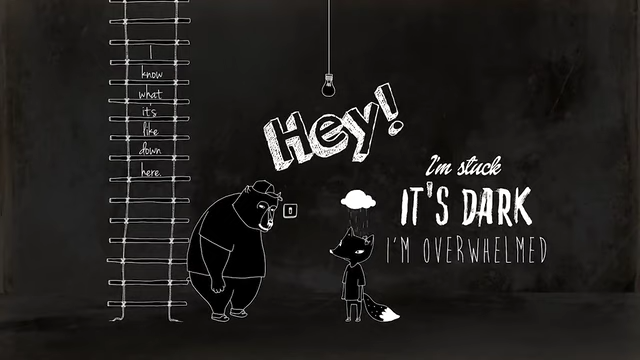 I
know
what
it's
like
down
here.
Hey!
I'm stuck
IT'S DARK
I'M OVERWHELMED